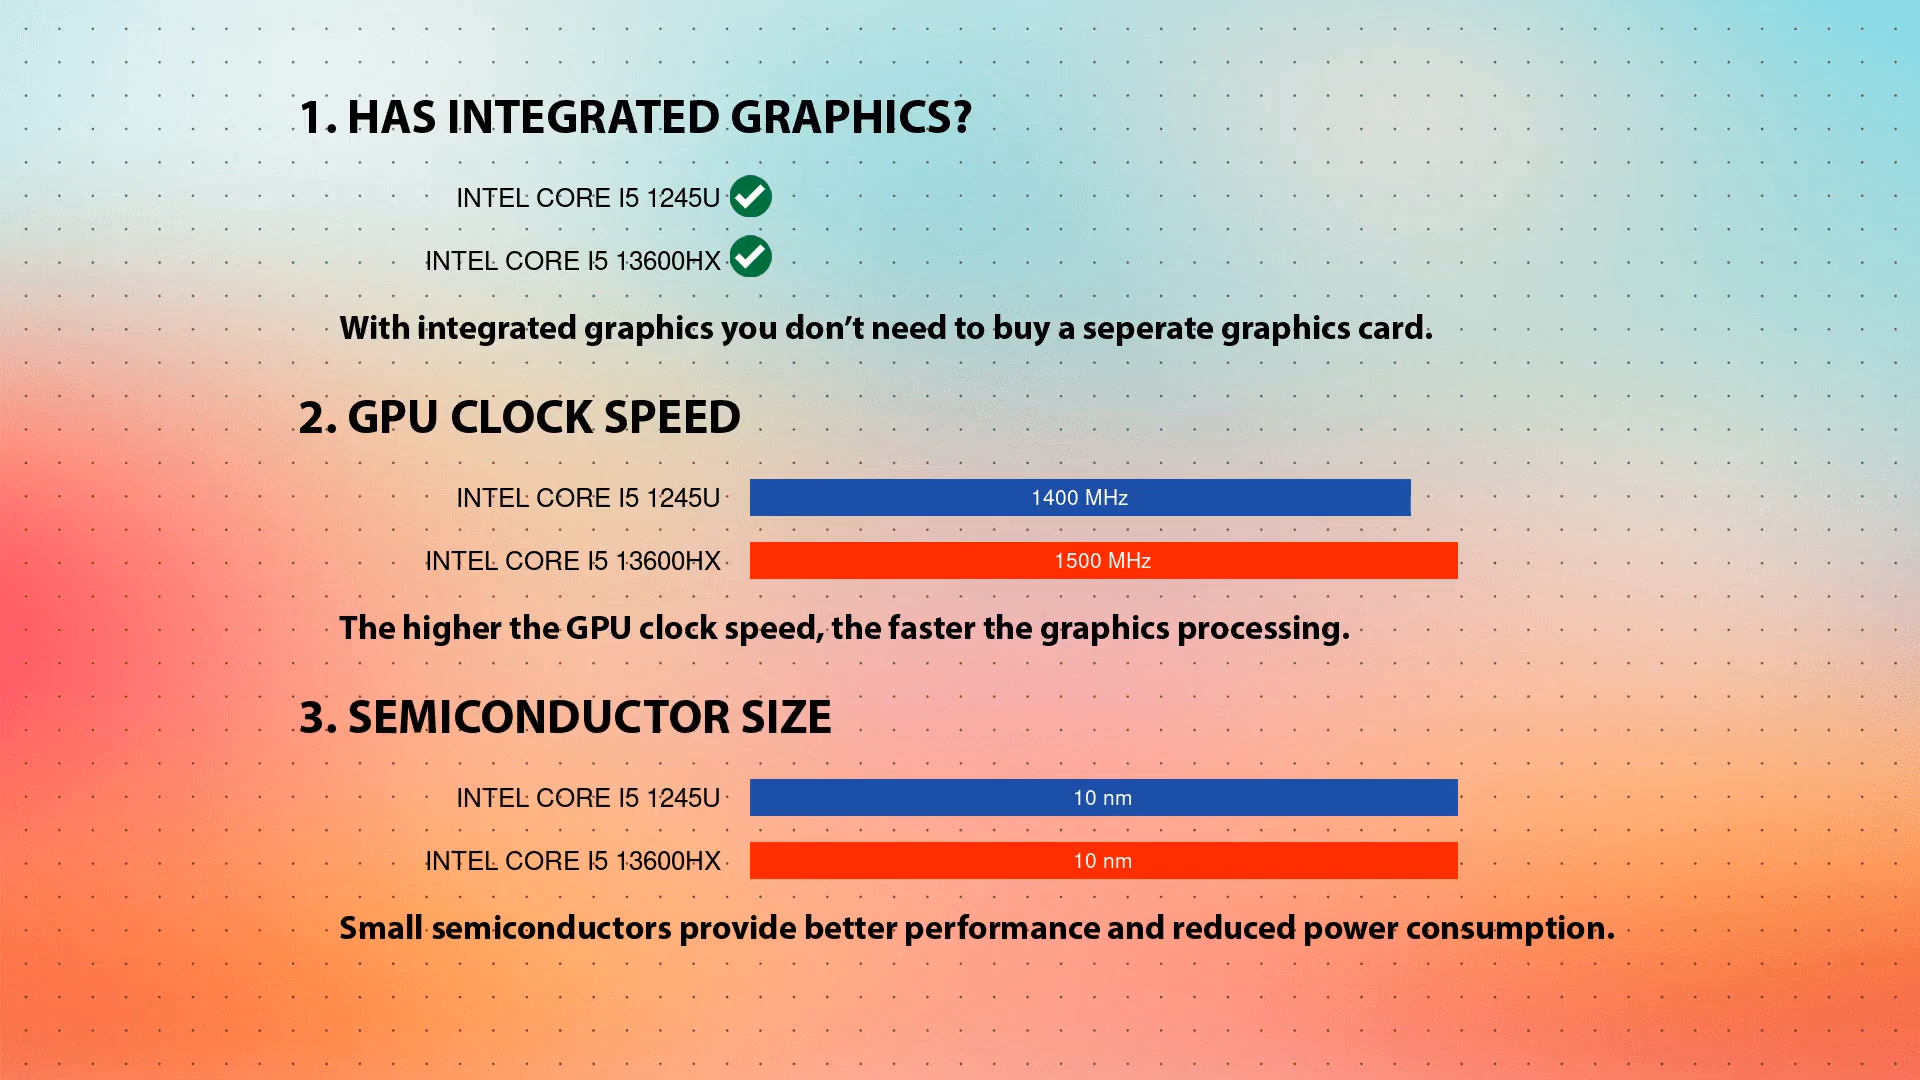 1. HAS INTEGRATED GRAPHICS?
INTEL CORE I5 1245U
INTEL CORE I5 13600HX
With integrated graphics you don't need to buy a seperate graphics card.
2. GPU CLOCK SPEED
INTEL CORE I5 1245U 1400 MHz
INTEL CORE I5 13600HX 1500 MHz
The higher the GPU clock speed, the faster the graphics processing.
3. SEMICONDUCTOR SIZE
INTEL CORE I5 1245U 10 nm
INTEL CORE I5 13600HX 10 nm
Small semiconductors provide better performance and reduced power consumption.